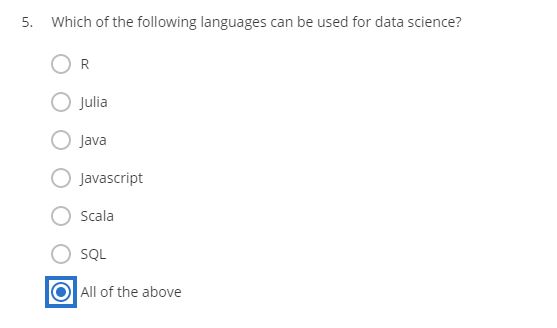 5. Which of the following languages can be used for data science?
R
Julia
Java
Javascript
Scala
SQL
All of the above